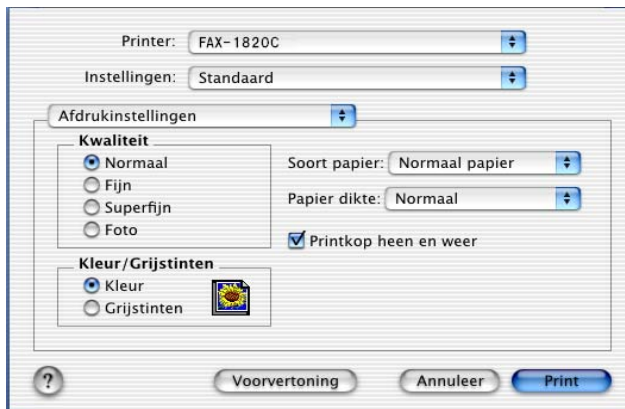 Printer: FAX-1820C
Instellingen: Standaard
Afdrukinstellingen
Kwaliteit
Normaal
Fijn
Superfijn
Foto
Soort papier: Normaal papier
Papier dikte: Normaal
Printkop heen en weer
Kleur/Grijstinten
Kleur
Grijstinten
? Voorvertoning Annuleer Print